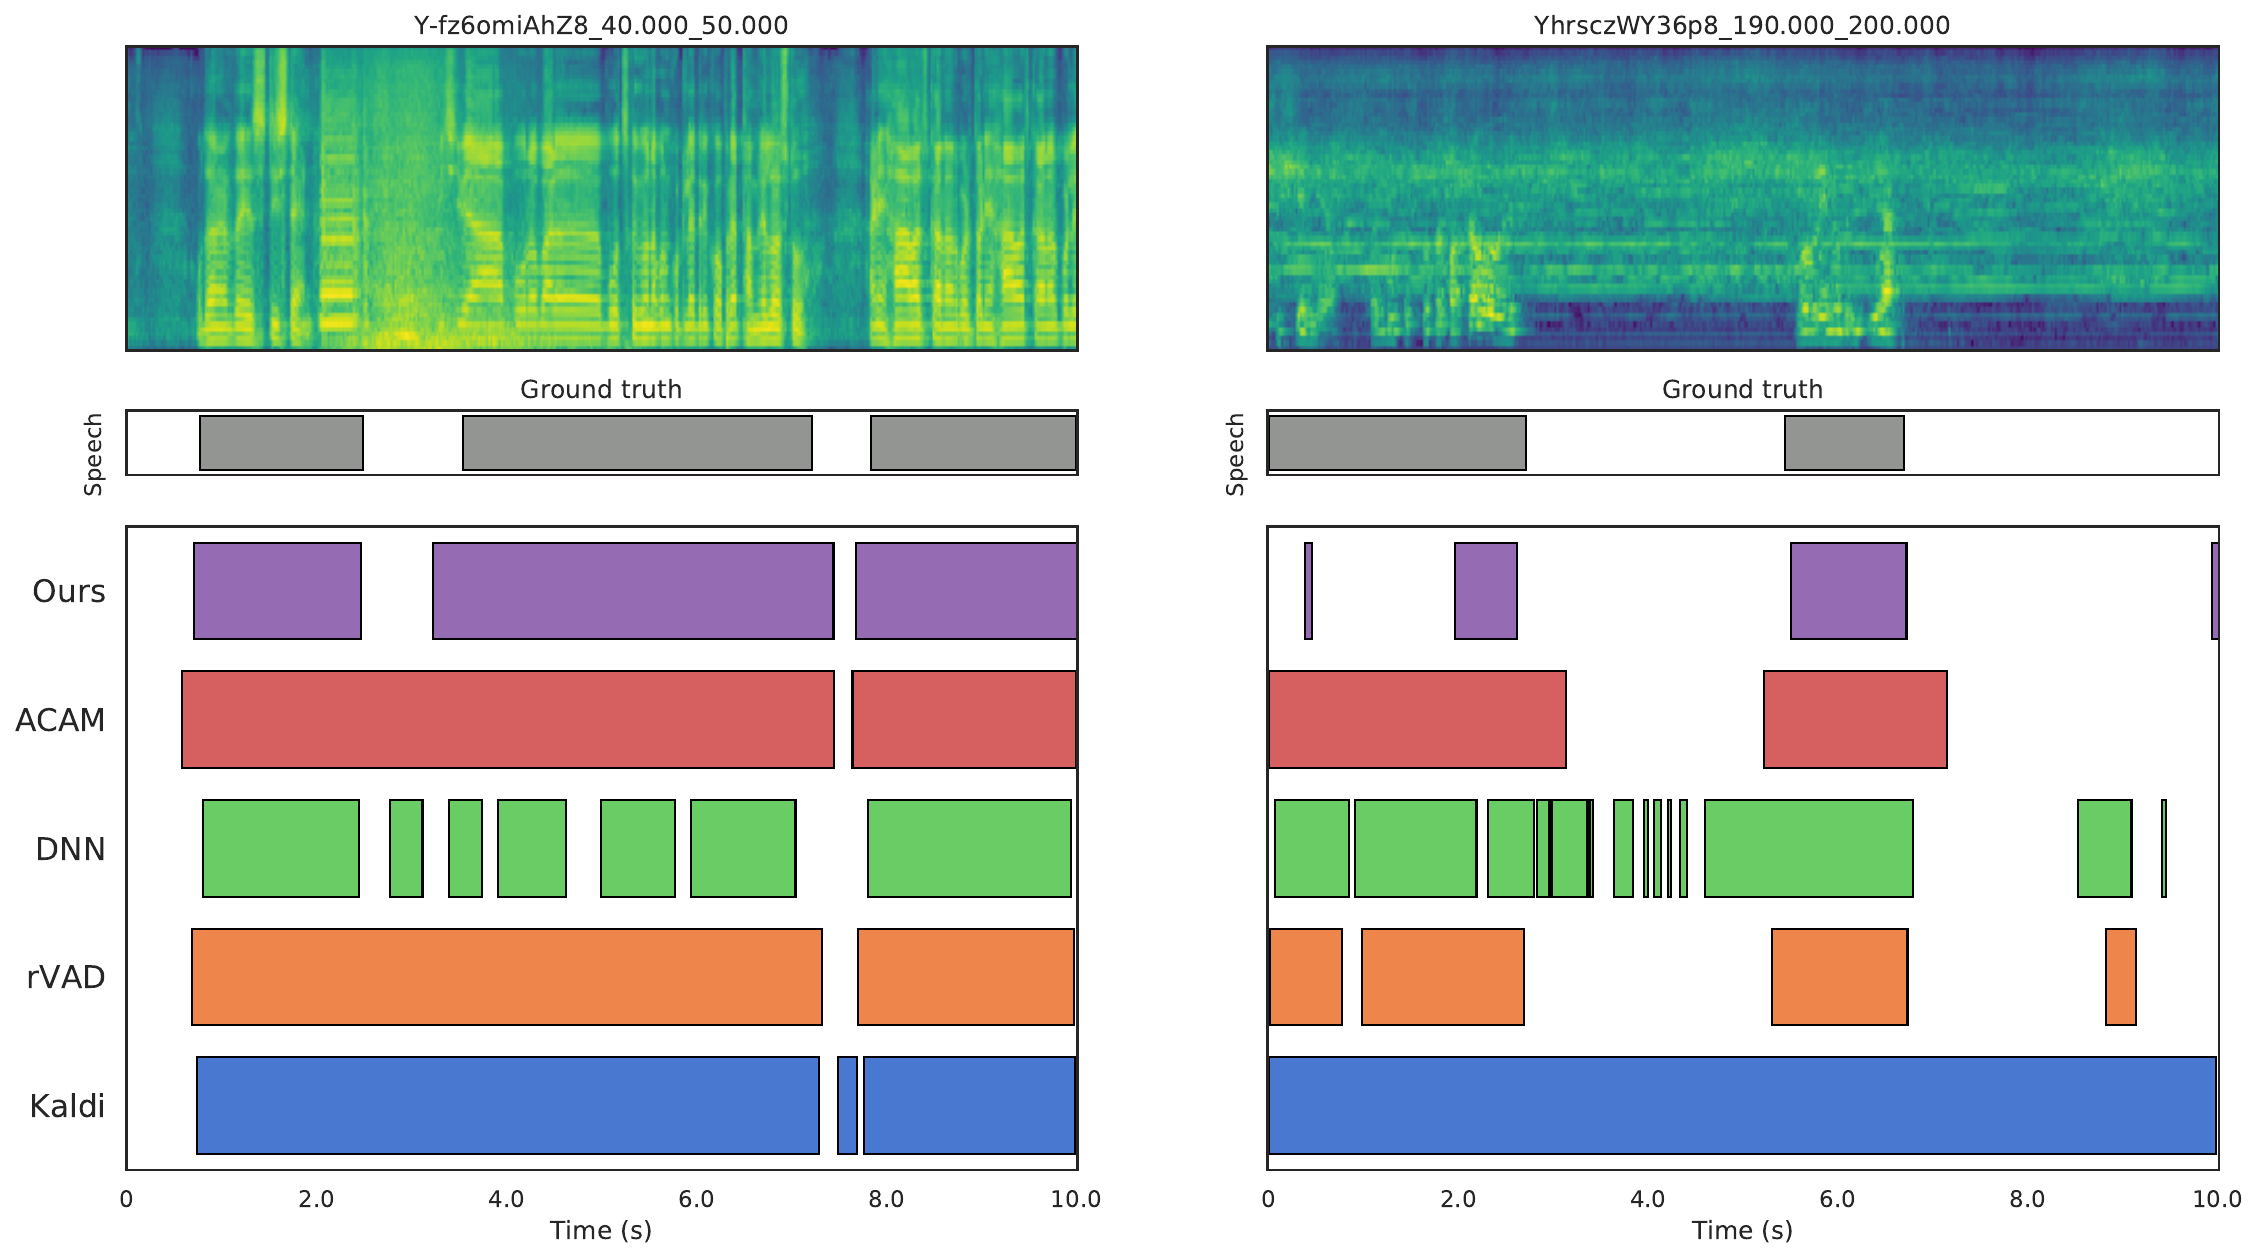 Y-fz6omiAhZ8_40.000_50.000
YhrsczWY36p8_190.000_200.000
Ground truth
Ground truth
Speech
Speech
Ours
ACAM
DNN
rVAD
Kaldi
0 2.0 4.0 6.0 8.0 10.0
Time (s)
0 2.0 4.0 6.0 8.0 10.0
Time (s)